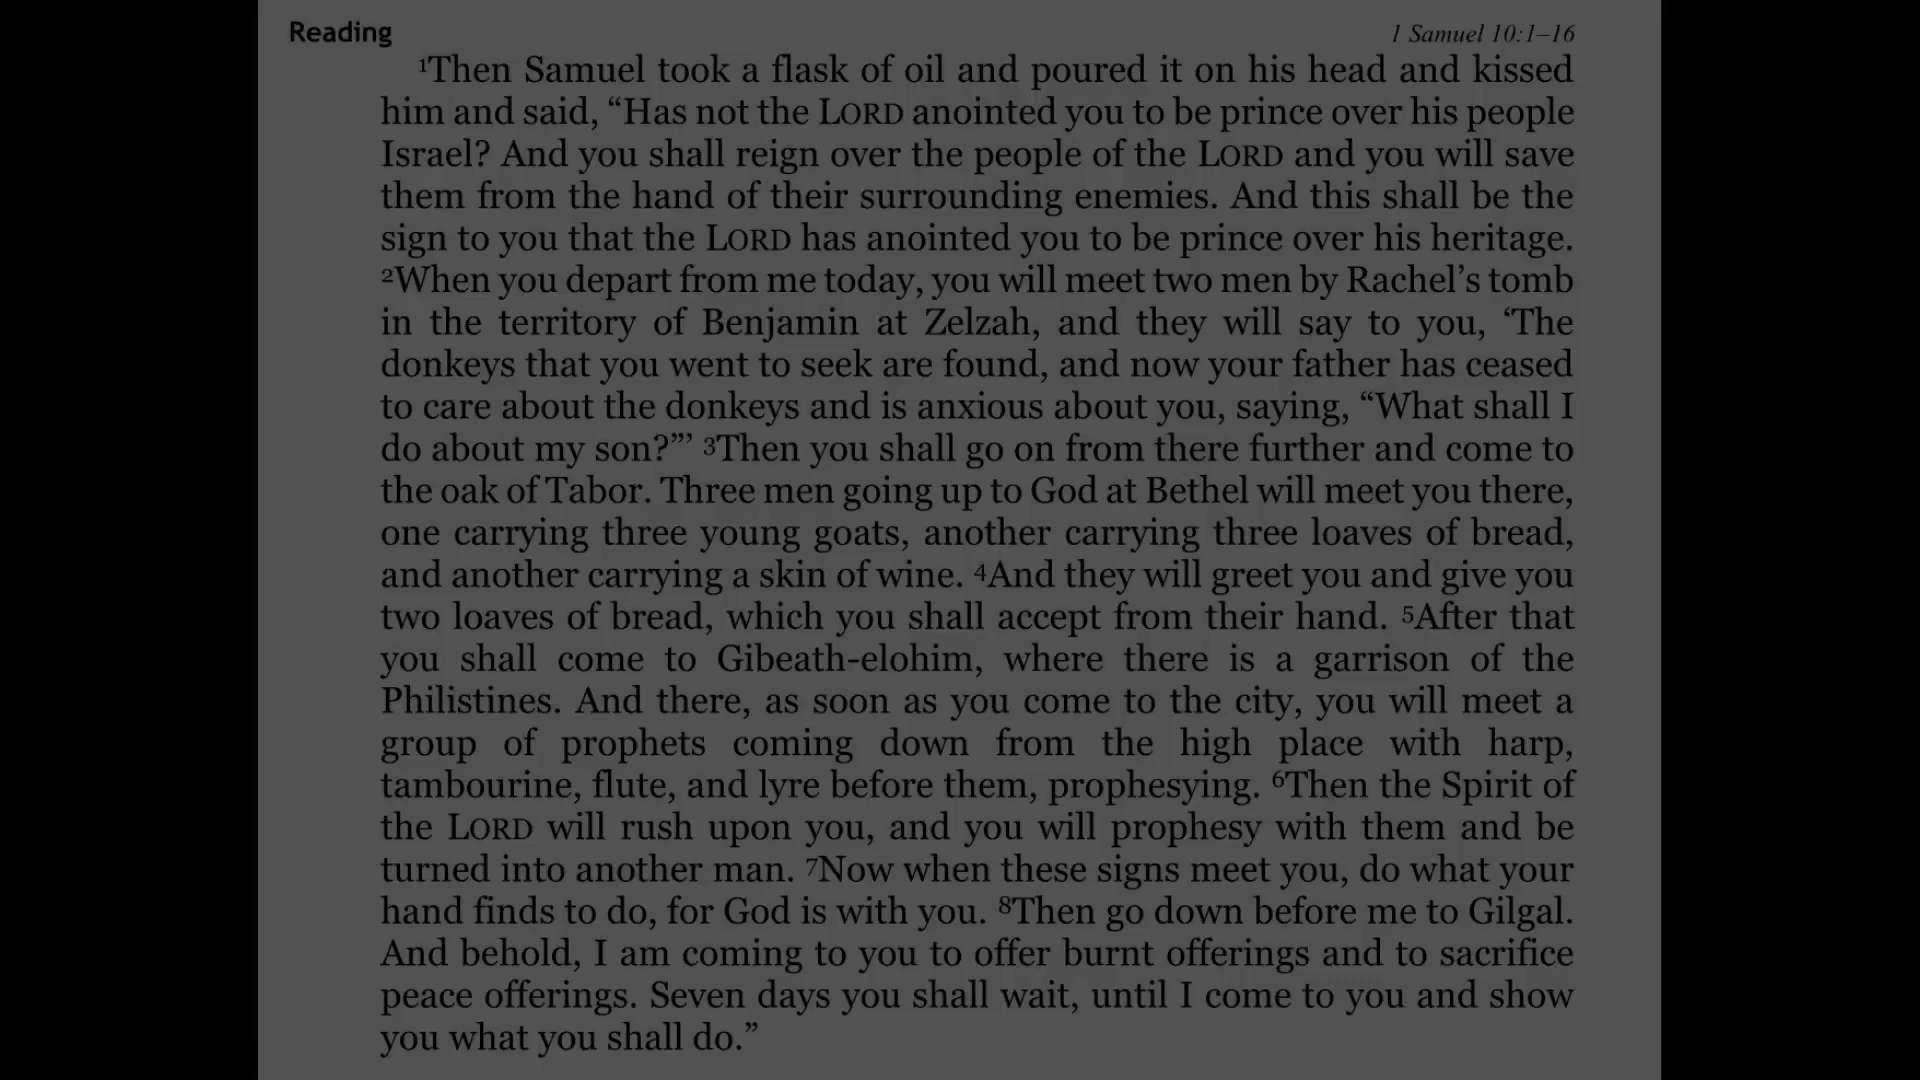 Reading 1 Samuel 10:1–16
¹Then Samuel took a flask of oil and poured it on his head and kissed
him and said, “Has not the LORD anointed you to be prince over his people
Israel? And you shall reign over the people of the LORD and you will save
them from the hand of their surrounding enemies. And this shall be the
sign to you that the LORD has anointed you to be prince over his heritage.
²When you depart from me today, you will meet two men by Rachel’s tomb
in the territory of Benjamin at Zelzah, and they will say to you, ‘The
donkeys that you went to seek are found, and now your father has ceased
to care about the donkeys and is anxious about you, saying, “What shall I
do about my son?”’ ³Then you shall go on from there further and come to
the oak of Tabor. Three men going up to God at Bethel will meet you there,
one carrying three young goats, another carrying three loaves of bread,
and another carrying a skin of wine. ⁴And they will greet you and give you
two loaves of bread, which you shall accept from their hand. ⁵After that
you shall come to Gibeath-elohim, where there is a garrison of the
Philistines. And there, as soon as you come to the city, you will meet a
group of prophets coming down from the high place with harp,
tambourine, flute, and lyre before them, prophesying. ⁶Then the Spirit of
the LORD will rush upon you, and you will prophesy with them and be
turned into another man. ⁷Now when these signs meet you, do what your
hand finds to do, for God is with you. ⁸Then go down before me to Gilgal.
And behold, I am coming to you to offer burnt offerings and to sacrifice
peace offerings. Seven days you shall wait, until I come to you and show
you what you shall do.”